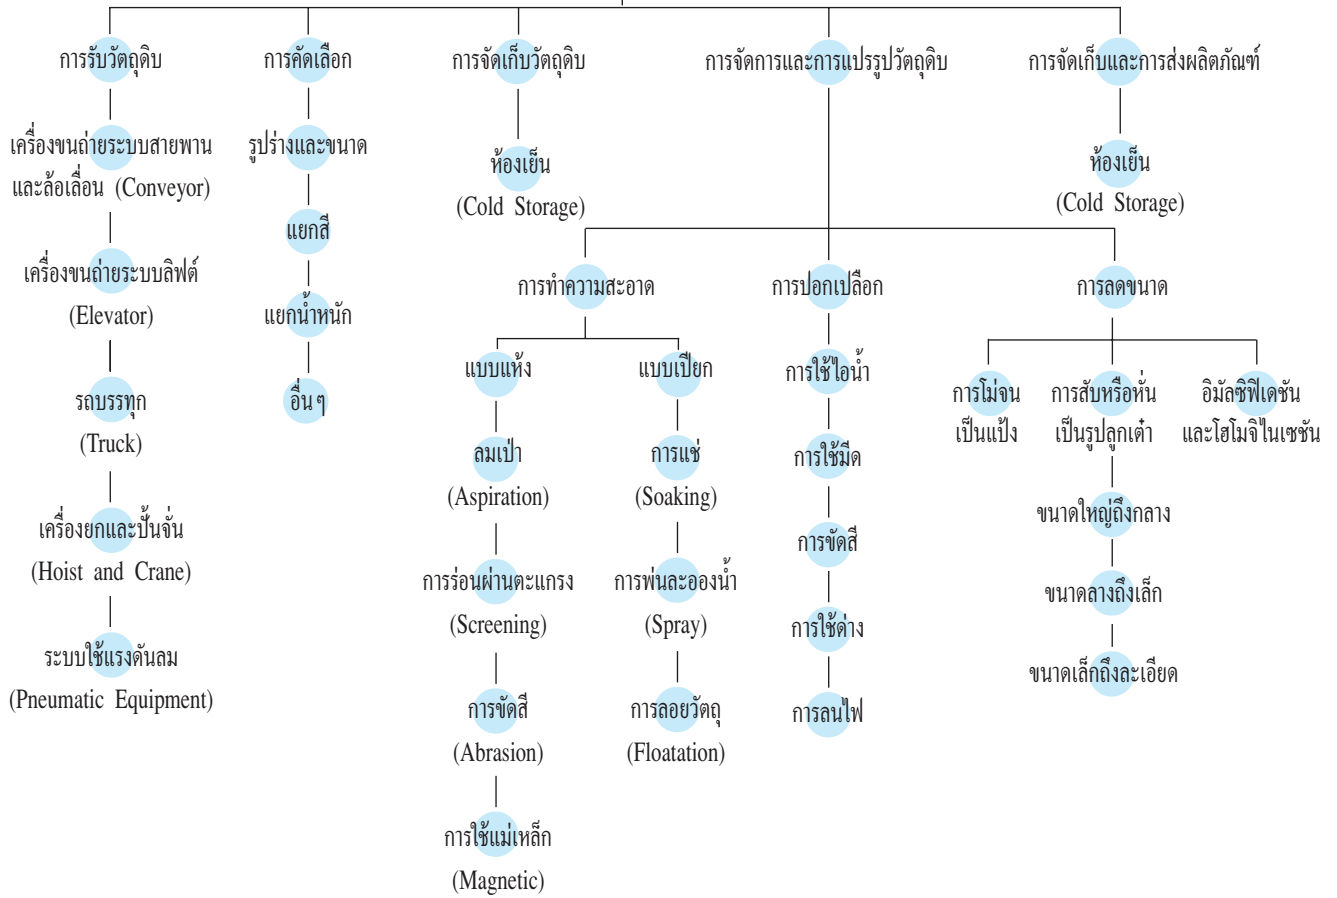 การรับวัตถุดิบ
การคัดเลือก
การจัดเก็บวัตถุดิบ
การจัดการและการแปรรูปวัตถุดิบ
การจัดเก็บและการส่งผลิตภัณฑ์
เครื่องขนถ่ายระบบสายพาน
และล้อเลื่อน (Conveyor)
เครื่องขนถ่ายระบบลิฟต์
(Elevator)
รถบรรทุก
(Truck)
เครื่องยกและปั้นจั่น
(Hoist and Crane)
ระบบใช้แรงดันลม
(Pneumatic Equipment)
รูปร่างและขนาด
แยกสี
แยกน้ำหนัก
อื่นๆ
ห้องเย็น
(Cold Storage)
การทำความสะอาด
แบบแห้ง
ลมเป่า
(Aspiration)
การร่อนผ่านตะแกรง
(Screening)
การขัดสี
(Abrasion)
การใช้แม่เหล็ก
(Magnetic)
แบบเปียก
การแช่
(Soaking)
การพ่นละอองน้ำ
(Spray)
การลอยวัตถุ
(Floatation)
การปอกเปลือก
การใช้ไอน้ำ
การใช้มีด
การขัดสี
การใช้ด่าง
การลนไฟ
การลดขนาด
การโม่จน
เป็นแป้ง
การสับหรือหั่น
เป็นรูปลูกเต๋า
ขนาดใหญ่ถึงกลาง
ขนาดลางถึงเล็ก
ขนาดเล็กถึงละเอียด
อิมัลซิฟิเดชัน
และโฮโมจิไนเซชัน
ห้องเย็น
(Cold Storage)